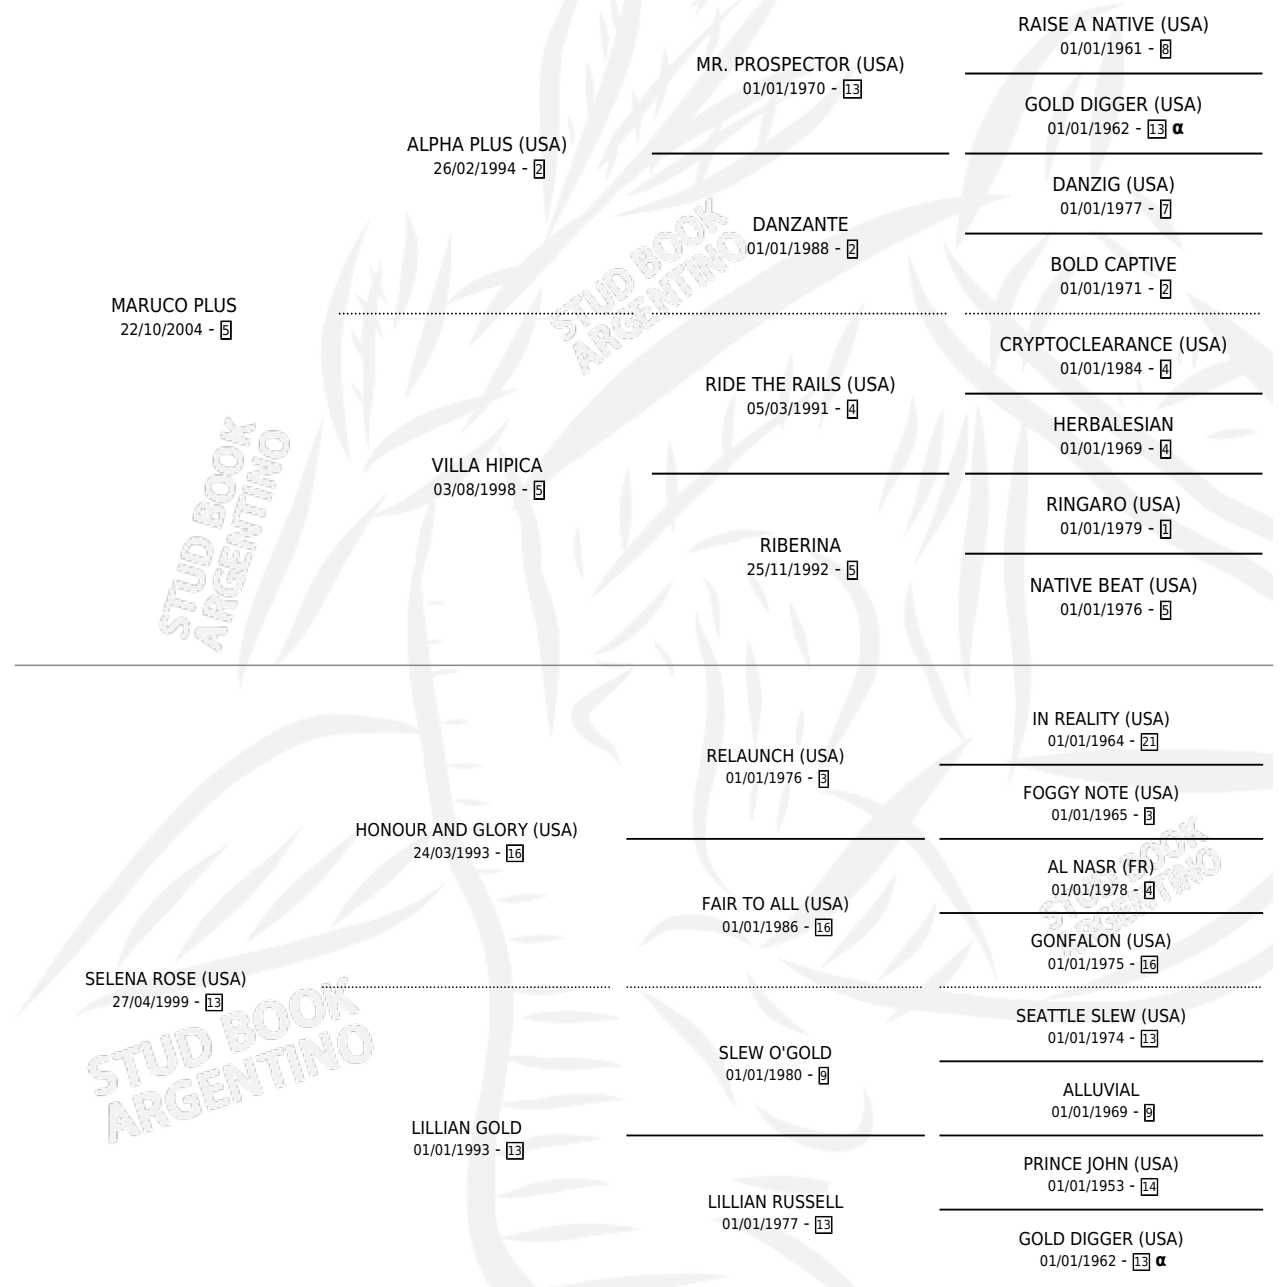 RAISE A NATIVE (USA)
01/01/1961 - 8
MR. PROSPECTOR (USA)
01/01/1970 - 13
GOLD DIGGER (USA)
01/01/1962 - 13 α
ALPHA PLUS (USA)
26/02/1994 - 2
DANZIG (USA)
01/01/1977 - 7
DANZANTE
01/01/1988 - 2
BOLD CAPTIVE
01/01/1971 - 2
MARUCO PLUS
22/10/2004 - 5
CRYPTOCLEARANCE (USA)
01/01/1984 - 4
RIDE THE RAILS (USA)
05/03/1991 - 4
HERBALESIAN
01/01/1969 - 4
VILLA HIPICA
03/08/1998 - 5
RINGARO (USA)
01/01/1979 - 1
RIBERINA
25/11/1992 - 5
NATIVE BEAT (USA)
01/01/1976 - 5
IN REALITY (USA)
01/01/1964 - 21
RELAUNCH (USA)
01/01/1976 - 3
FOGGY NOTE (USA)
01/01/1965 - 3
HONOUR AND GLORY (USA)
24/03/1993 - 16
AL NASR (FR)
01/01/1978 - 4
FAIR TO ALL (USA)
01/01/1986 - 16
GONFALON (USA)
01/01/1975 - 16
SELENA ROSE (USA)
27/04/1999 - 13
SEATTLE SLEW (USA)
01/01/1974 - 13
SLEW O'GOLD
01/01/1980 - 9
ALLUVIAL
01/01/1969 - 9
LILLIAN GOLD
01/01/1993 - 13
PRINCE JOHN (USA)
01/01/1953 - 14
LILLIAN RUSSELL
01/01/1977 - 13
GOLD DIGGER (USA)
01/01/1962 - 13 α
STUD BOOK
ARGENTINO
STUD BOOK
ARGENTINO
STUD BOOK
ARGENTINO
STUD BOOK
ARGENTINO